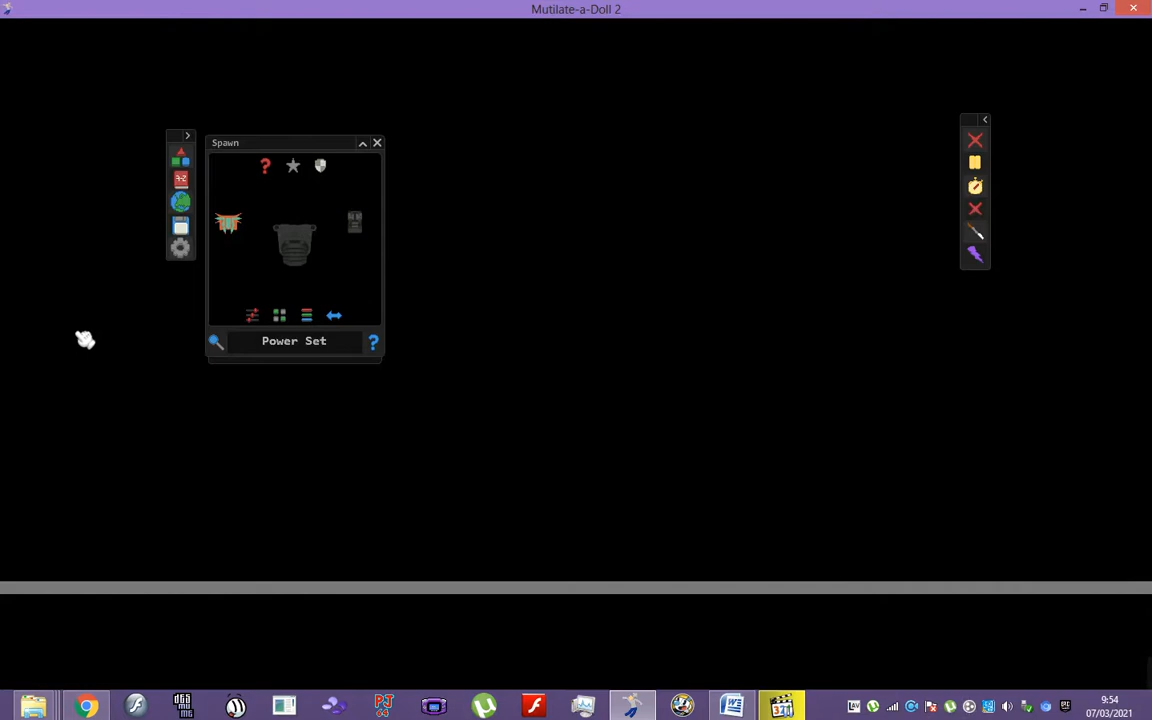 Mutilate-a-Doll 2
Spawn
Power Set
9:54
07/03/2021